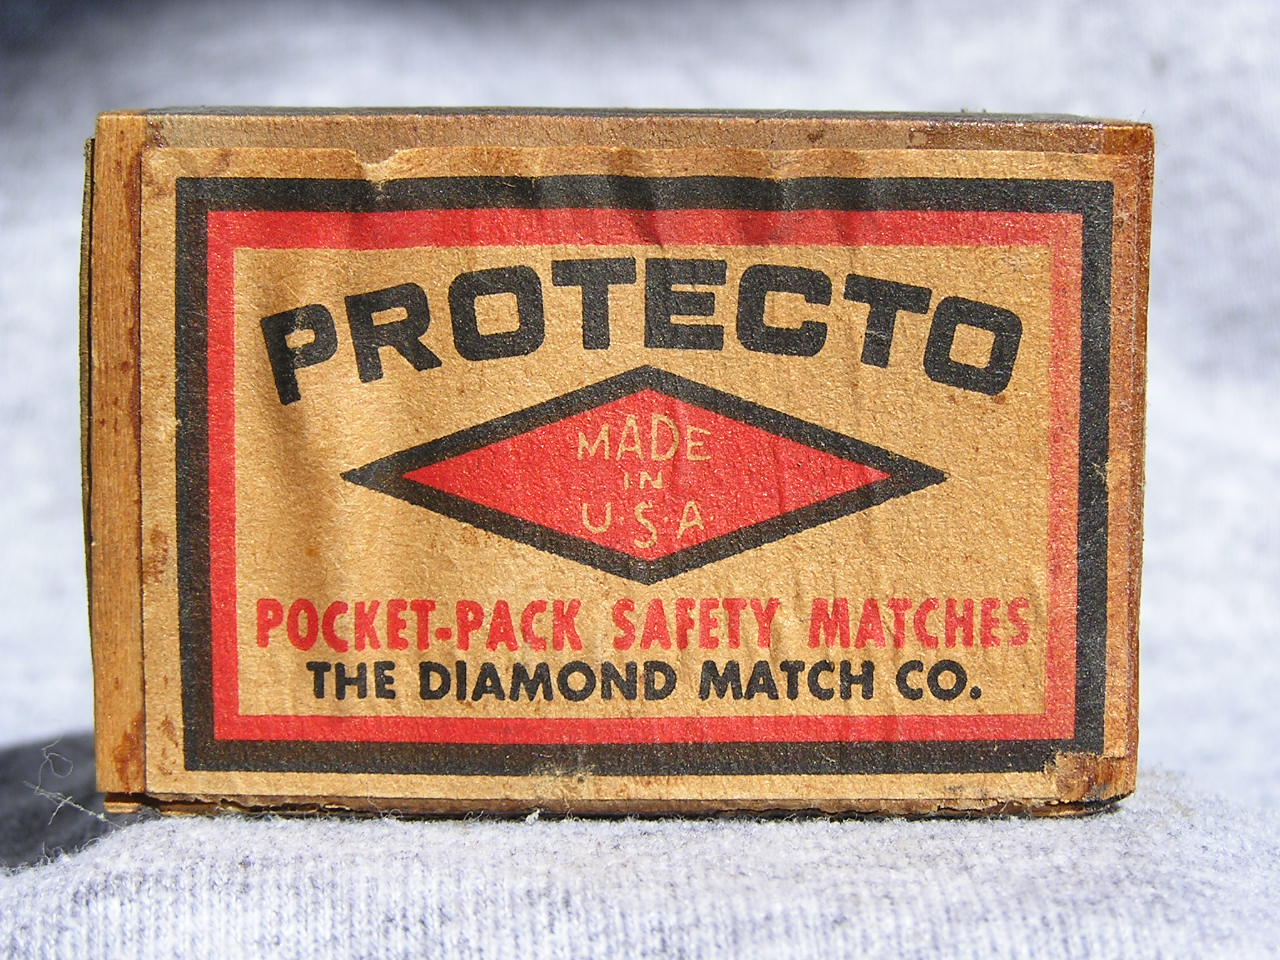 PROTECTO
MADE
IN
U·S·A
POCKET-PACK SAFETY MATCHES
THE DIAMOND MATCH CO.